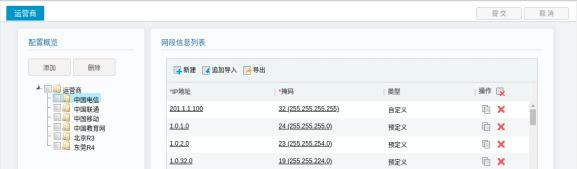 运营商
提 交
取 消
配置概览
网段信息列表
添加
删除
新建
追加导入
导出
运营商
中国电信
中国联通
中国移动
中国教育网
北京R3
东莞R4
*IP地址
*掩码
类型
操作
201.1.1.100
32 (255.255.255.255)
自定义
1.0.1.0
24 (255.255.255.0)
预定义
1.0.2.0
23 (255.255.254.0)
预定义
1.0.32.0
19 (255.255.224.0)
预定义